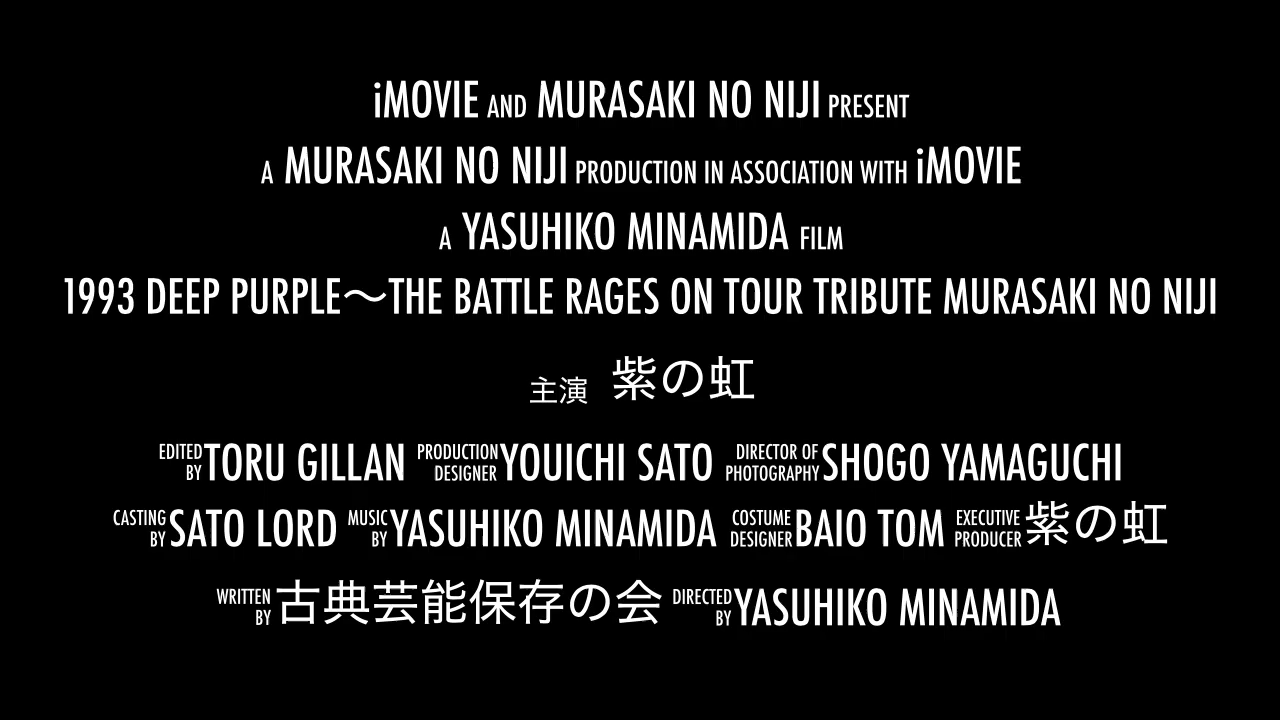 iMOVIE AND MURASAKI NO NIJI PRESENT
A MURASAKI NO NIJI PRODUCTION IN ASSOCIATION WITH iMOVIE
A YASUHIKO MINAMIDA FILM
1993 DEEP PURPLE〜THE BATTLE RAGES ON TOUR TRIBUTE MURASAKI NO NIJI
主演 紫の虹
EDITED BY TORU GILLAN PRODUCTION DESIGNER YOUICHI SATO DIRECTOR OF PHOTOGRAPHY SHOGO YAMAGUCHI
CASTING BY SATO LORD MUSIC BY YASUHIKO MINAMIDA COSTUME DESIGNER BAIO TOM EXECUTIVE PRODUCER 紫の虹
WRITTEN BY 古典芸能保存の会 DIRECTED BY YASUHIKO MINAMIDA